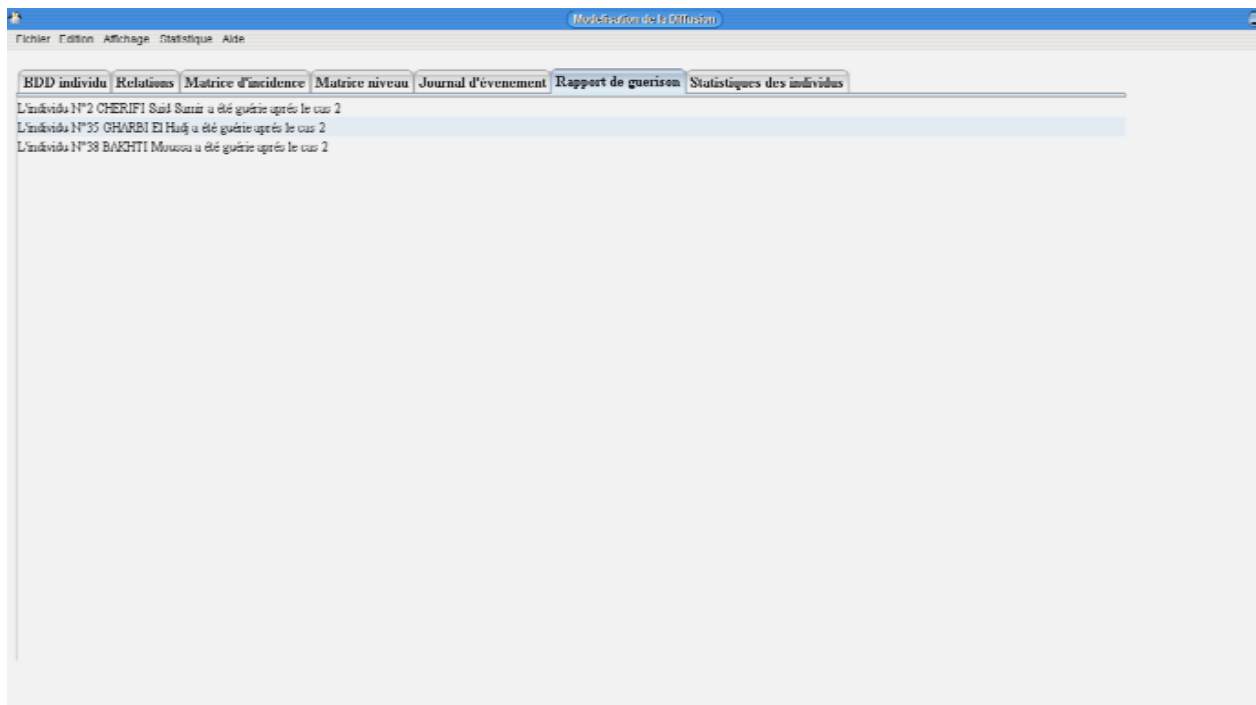 Modelisation de la Diffusion
Fichier Edition Affichage Statistique Aide
BDD individu Relations Matrice d'incidence Matrice niveau Journal d'évenement Rapport de guerison Statistiques des individus
L'individu N°2 CHERIFI Said Samir a été guérie aprés le cas 2
L'individu N°35 GHARBI El Hadj a été guérie aprés le cas 2
L'individu N°38 BAKHTI Moussa a été guérie aprés le cas 2